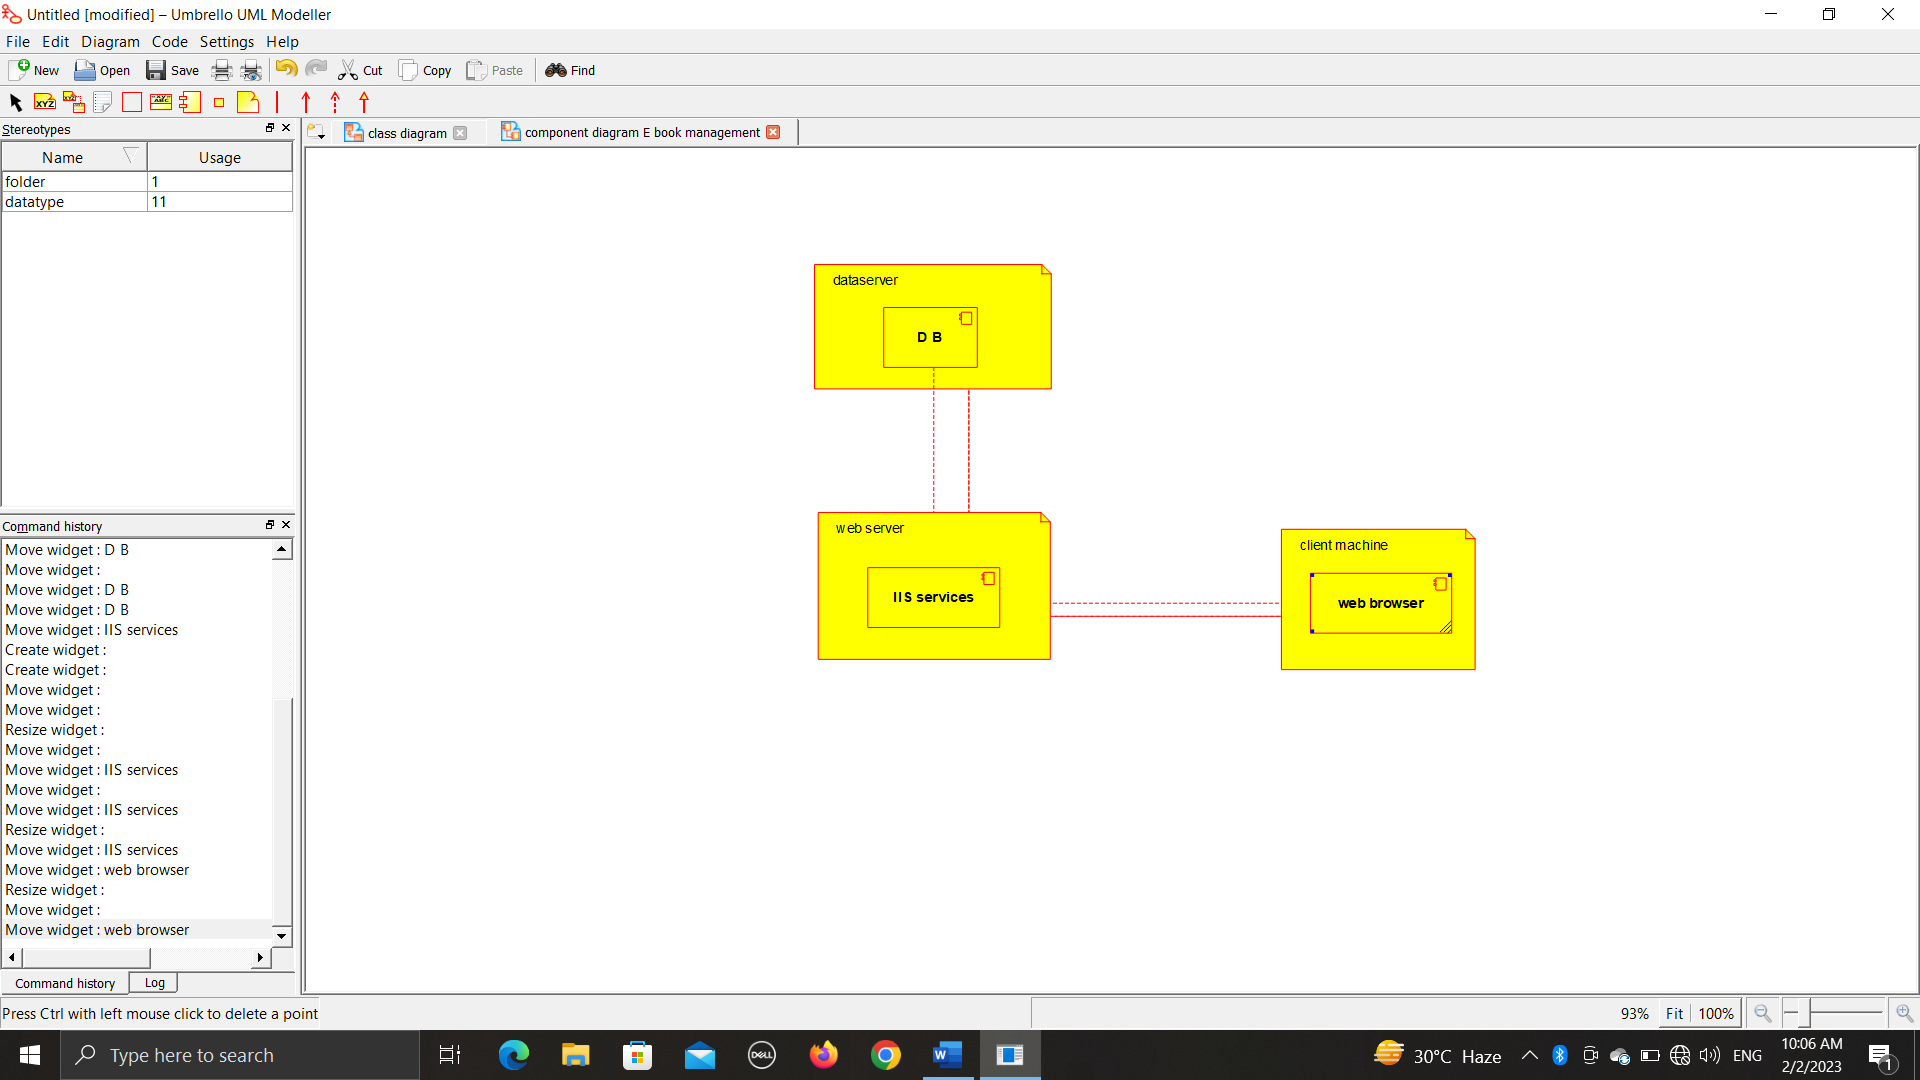 Untitled [modified] – Umbrello UML Modeller
File Edit Diagram Code Settings Help
New Open Save Cut Copy Paste Find
XYZ
Stereotypes
class diagram component diagram E book management
Name Usage
folder 1
datatype 11
dataserver
D B
web server
IIS services
client machine
web browser
Command history
Move widget : D B
Move widget :
Move widget : D B
Move widget : D B
Move widget : IIS services
Create widget :
Create widget :
Move widget :
Move widget :
Resize widget :
Move widget :
Move widget : IIS services
Move widget :
Move widget : IIS services
Resize widget :
Move widget : IIS services
Move widget : web browser
Resize widget :
Move widget :
Move widget : web browser
Command history Log
Press Ctrl with left mouse click to delete a point
93% Fit 100%
Type here to search
DELL
W
30°C Haze
ENG
10:06 AM
2/2/2023
1